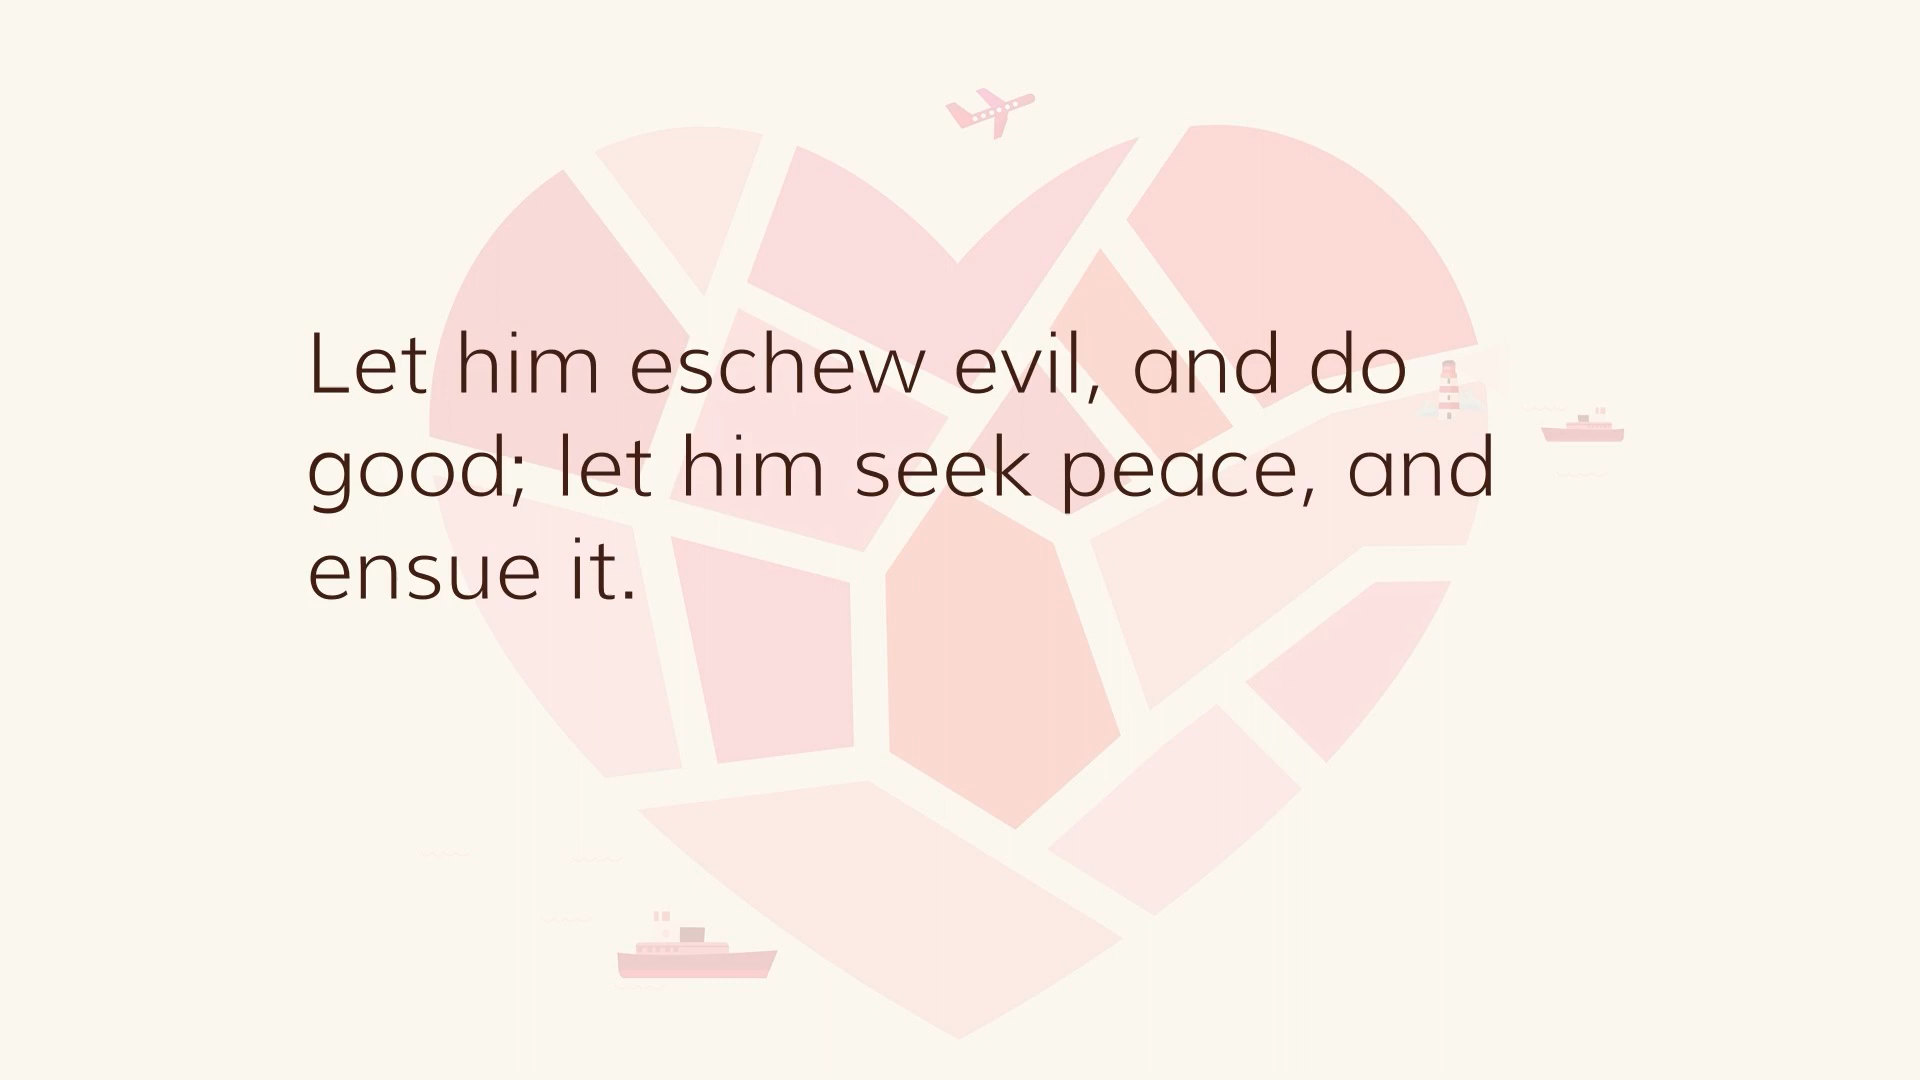 Let him eschew evil, and do
good; let him seek peace, and
ensue it.